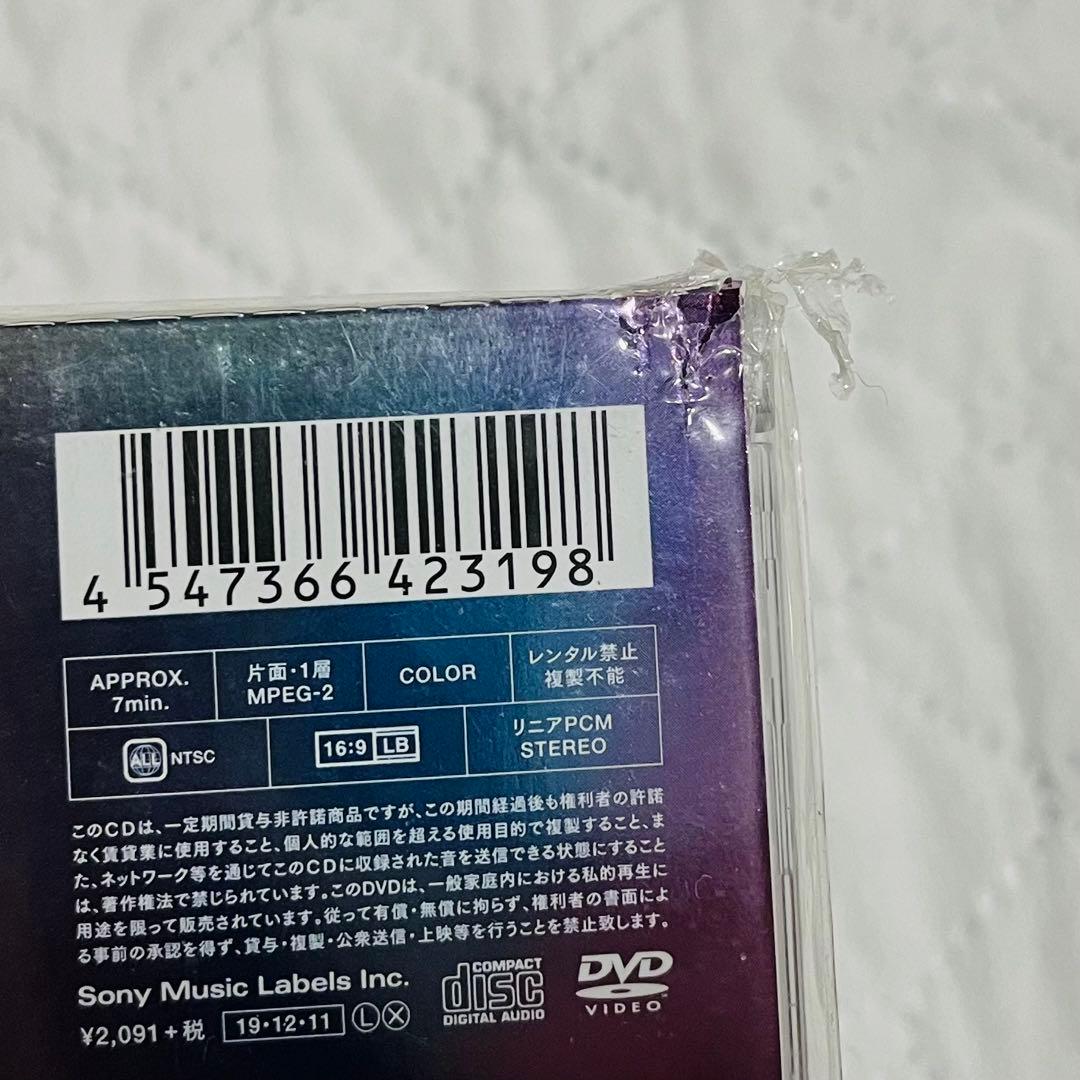 4 547366 423198
APPROX.
7min.
片面・1層
MPEG-2
COLOR
レンタル禁止
複製不能
ALL NTSC
16:9 LB
リニアPCM
STEREO
このCDは、一定期間貸与非許諾商品ですが、この期間経過後も権利者の許諾
なく賃貸業に使用すること、個人的な範囲を超える使用目的で複製すること、ま
た、ネットワーク等を通じてこのCDに収録された音を送信できる状態にすること
は、著作権法で禁じられています。このDVDは、一般家庭内における私的再生に
用途を限って販売されています。従って有償・無償に拘らず、権利者の書面によ
る事前の承認を得ず、貸与・複製・公衆送信・上映等を行うことを禁止致します。
Sony Music Labels Inc.
¥2,091+税 19・12・11 Ⓛ Ⓧ
COMPACT
disc
DIGITAL AUDIO
DVD
VIDEO